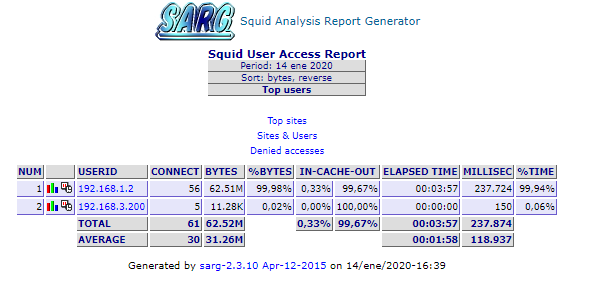 SARG Squid Analysis Report Generator
Squid User Access Report
Period: 14 ene 2020
Sort: bytes, reverse
Top users
Top sites
Sites & Users
Denied accesses
NUM USERID CONNECT BYTES %BYTES IN-CACHE-OUT ELAPSED TIME MILLISEC %TIME
1 192.168.1.2 56 62.51M 99,98% 0,33% 99,67% 00:03:57 237.724 99,94%
2 192.168.3.200 5 11.28K 0,02% 0,00% 100,00% 00:00:00 150 0,06%
TOTAL 61 62.52M 0,33% 99,67% 00:03:57 237.874
AVERAGE 30 31.26M 00:01:58 118.937
Generated by sarg-2.3.10 Apr-12-2015 on 14/ene/2020-16:39